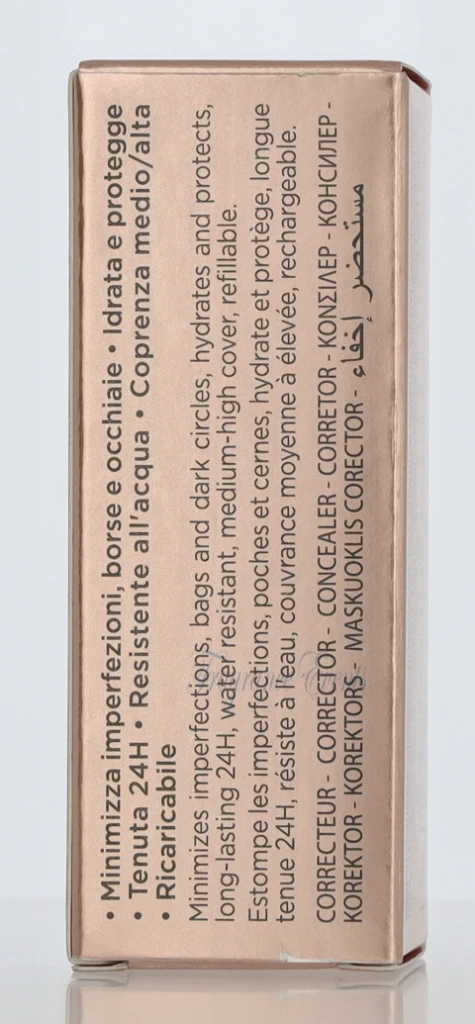 • Minimizza imperfezioni, borse e occhiaie • Idrata e protegge
• Tenuta 24H • Resistente all'acqua • Coprenza medio/alta
• Ricaricabile
Minimizes imperfections, bags and dark circles, hydrates and protects,
long-lasting 24H, water resistant, medium-high cover, refillable.
Estompe les imperfections, poches et cernes, hydrate et protège, longue
tenue 24H, résiste à l'eau, couvrance moyenne à élevée, rechargeable.
CORRECTEUR - CORRECTOR - CONCEALER - CORRETOR - ΚΟΝΣΙΛΕΡ - КОНСИЛЕР -
KOREKTOR - KOREKTORS - MASKUOKLIS CORECTOR - مستحضر إخفاء